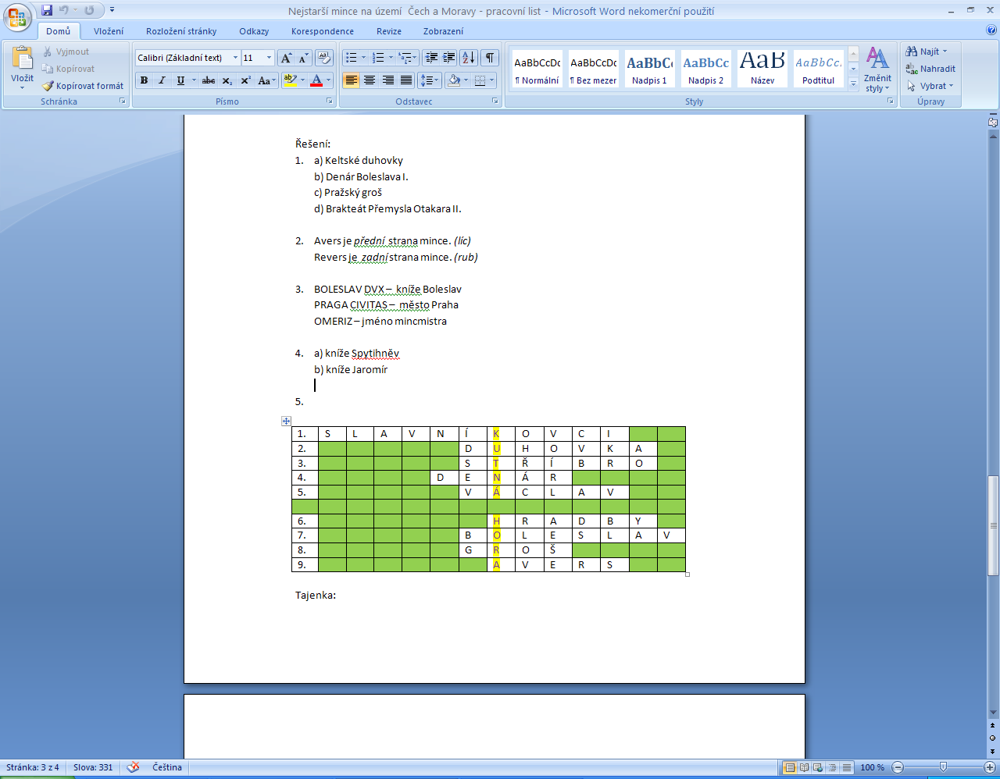 Nejstarší mince na území  Čech a Moravy - pracovní list - Microsoft Word nekomerční použití
Domů Vložení Rozložení stránky Odkazy Korespondence Revize Zobrazení
Vložit
Vyjmout
Kopírovat
Kopírovat formát
Schránka
Calibri (Základní text) 11
B I U abc x₂ x² Aa ab A
Písmo
Odstavec
AaBbCcDc AaBbCcDc AaBbC AaBbCc AaB AaBbCc.
¶ Normální ¶ Bez mezer Nadpis 1 Nadpis 2 Název Podtitul
Změnit styly
Styly
Najít
Nahradit
Vybrat
Úpravy
Řešení:
1. a) Keltské duhovky
b) Denár Boleslava I.
c) Pražský groš
d) Brakteát Přemysla Otakara II.
2. Avers je přední strana mince. (líc)
Revers je zadní strana mince. (rub)
3. BOLESLAV DVX – kníže Boleslav
PRAGA CIVITAS – město Praha
OMERIZ – jméno mincmistra
4. a) kníže Spytihněv
b) kníže Jaromír
5.
1. S L A V N Í K O V C I
2. D U H O V K A
3. S T Ř Í B R O
4. D E N Á R
5. V Á C L A V
6. H R A D B Y
7. B O L E S L A V
8. G R O Š
9. A V E R S
Tajenka:
Stránka: 3 z 4 Slova: 331 Čeština 100 %